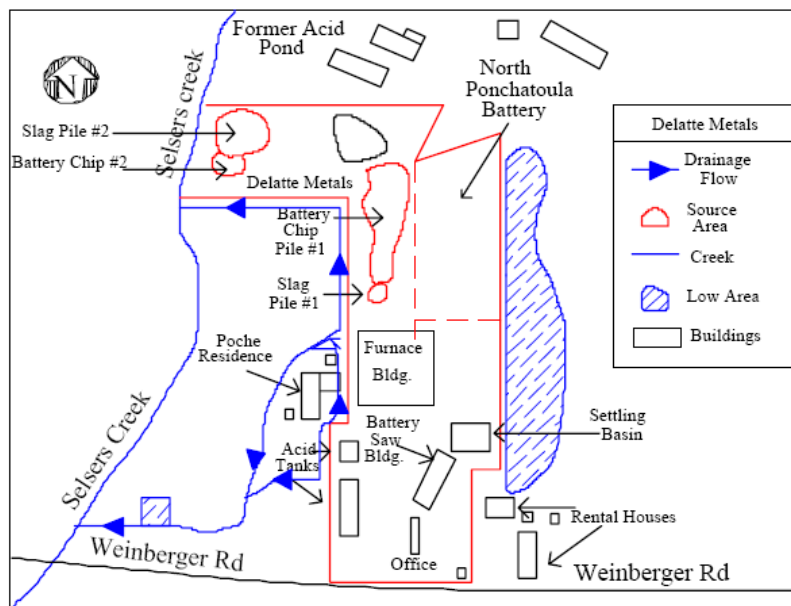 Former Acid
Pond
North
Ponchatoula
Battery
N
Selsers creek
Slag Pile #2
Battery Chip #2
Delatte Metals
Battery
Chip
Pile #1
Slag
Pile #1
Poche
Residence
Furnace
Bldg.
Battery
Saw
Bldg.
Acid
Tanks
Settling
Basin
Selsers Creek
Rental Houses
Office
Weinberger Rd
Weinberger Rd
Delatte Metals
Drainage
Flow
Source
Area
Creek
Low Area
Buildings